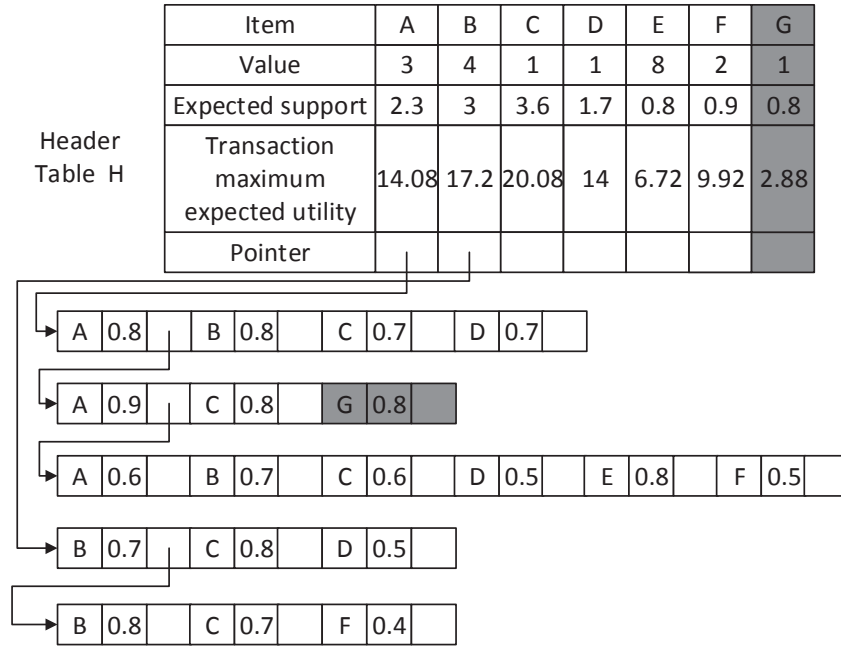 Item A B C D E F G
Value 3 4 1 1 8 2 1
Expected support 2.3 3 3.6 1.7 0.8 0.9 0.8
Header
Table H
Transaction
maximum
expected utility
14.08 17.2 20.08 14 6.72 9.92 2.88
Pointer
A 0.8 B 0.8 C 0.7 D 0.7
A 0.9 C 0.8 G 0.8
A 0.6 B 0.7 C 0.6 D 0.5 E 0.8 F 0.5
B 0.7 C 0.8 D 0.5
B 0.8 C 0.7 F 0.4